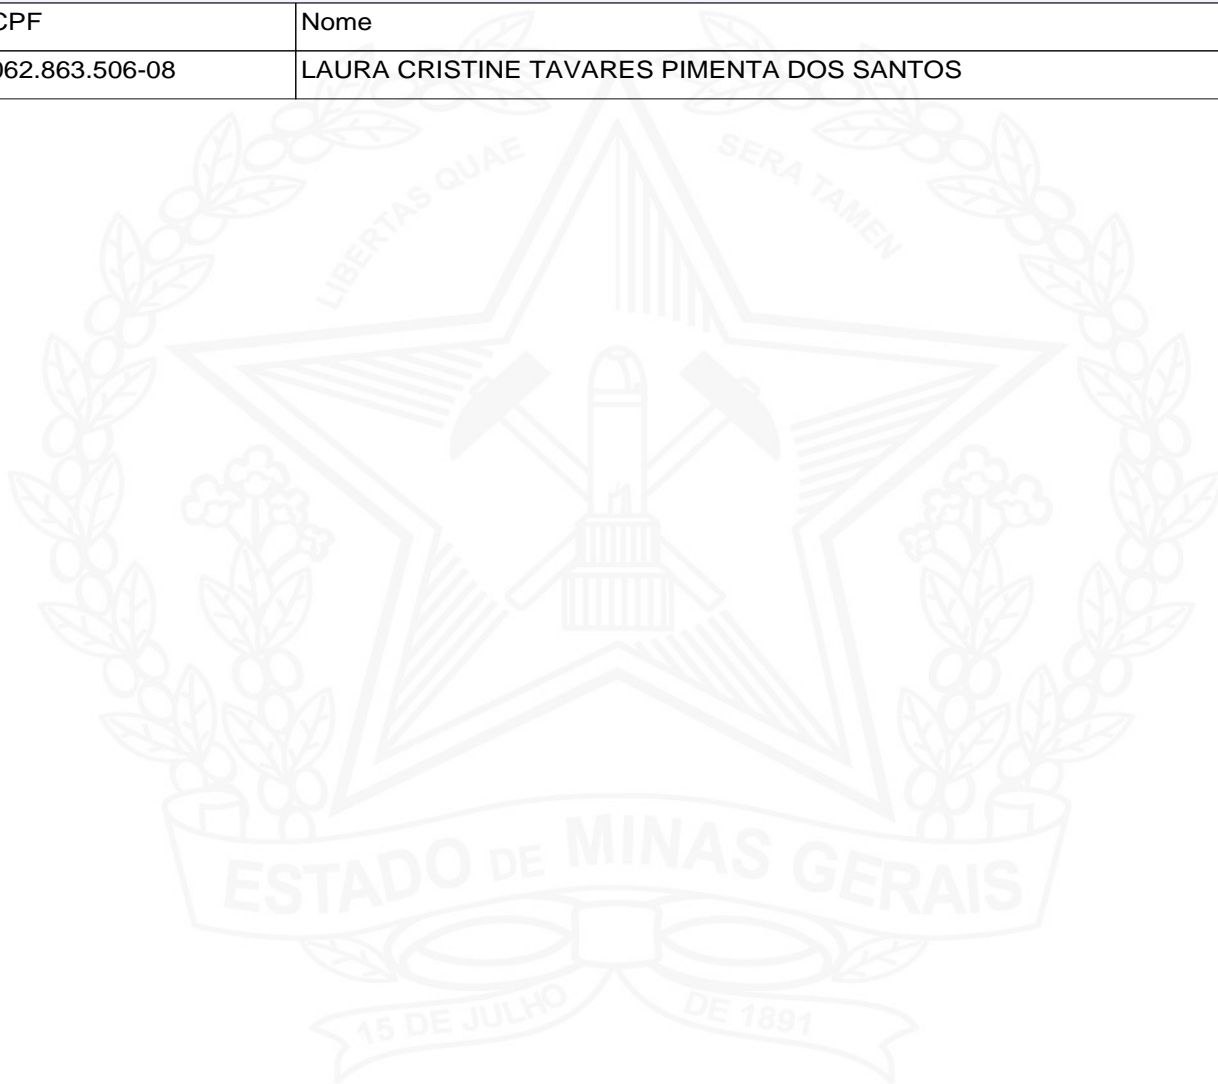 CPF Nome
062.863.506-08 LAURA CRISTINE TAVARES PIMENTA DOS SANTOS
LIBERTAS QUAE SERA TAMEN
ESTADO DE MINAS GERAIS
15 DE JULHO DE 1891